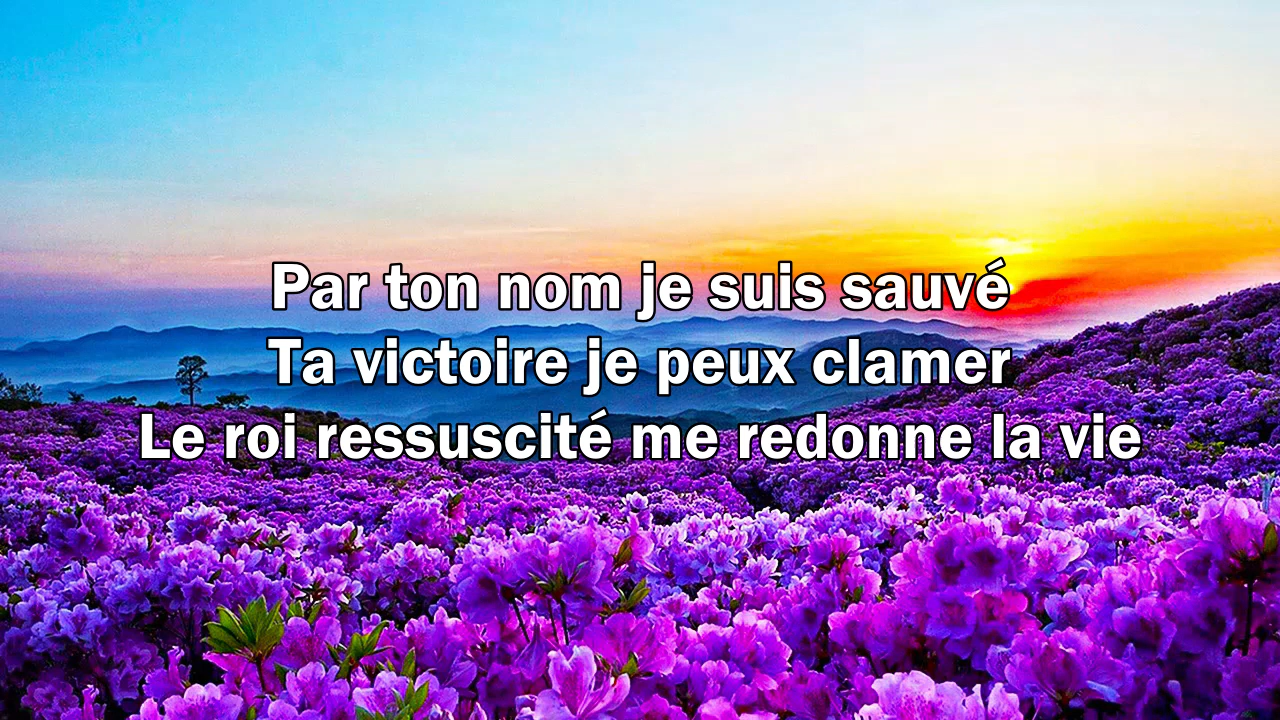 Par ton nom je suis sauvé
Ta victoire je peux clamer
Le roi ressuscité me redonne la vie